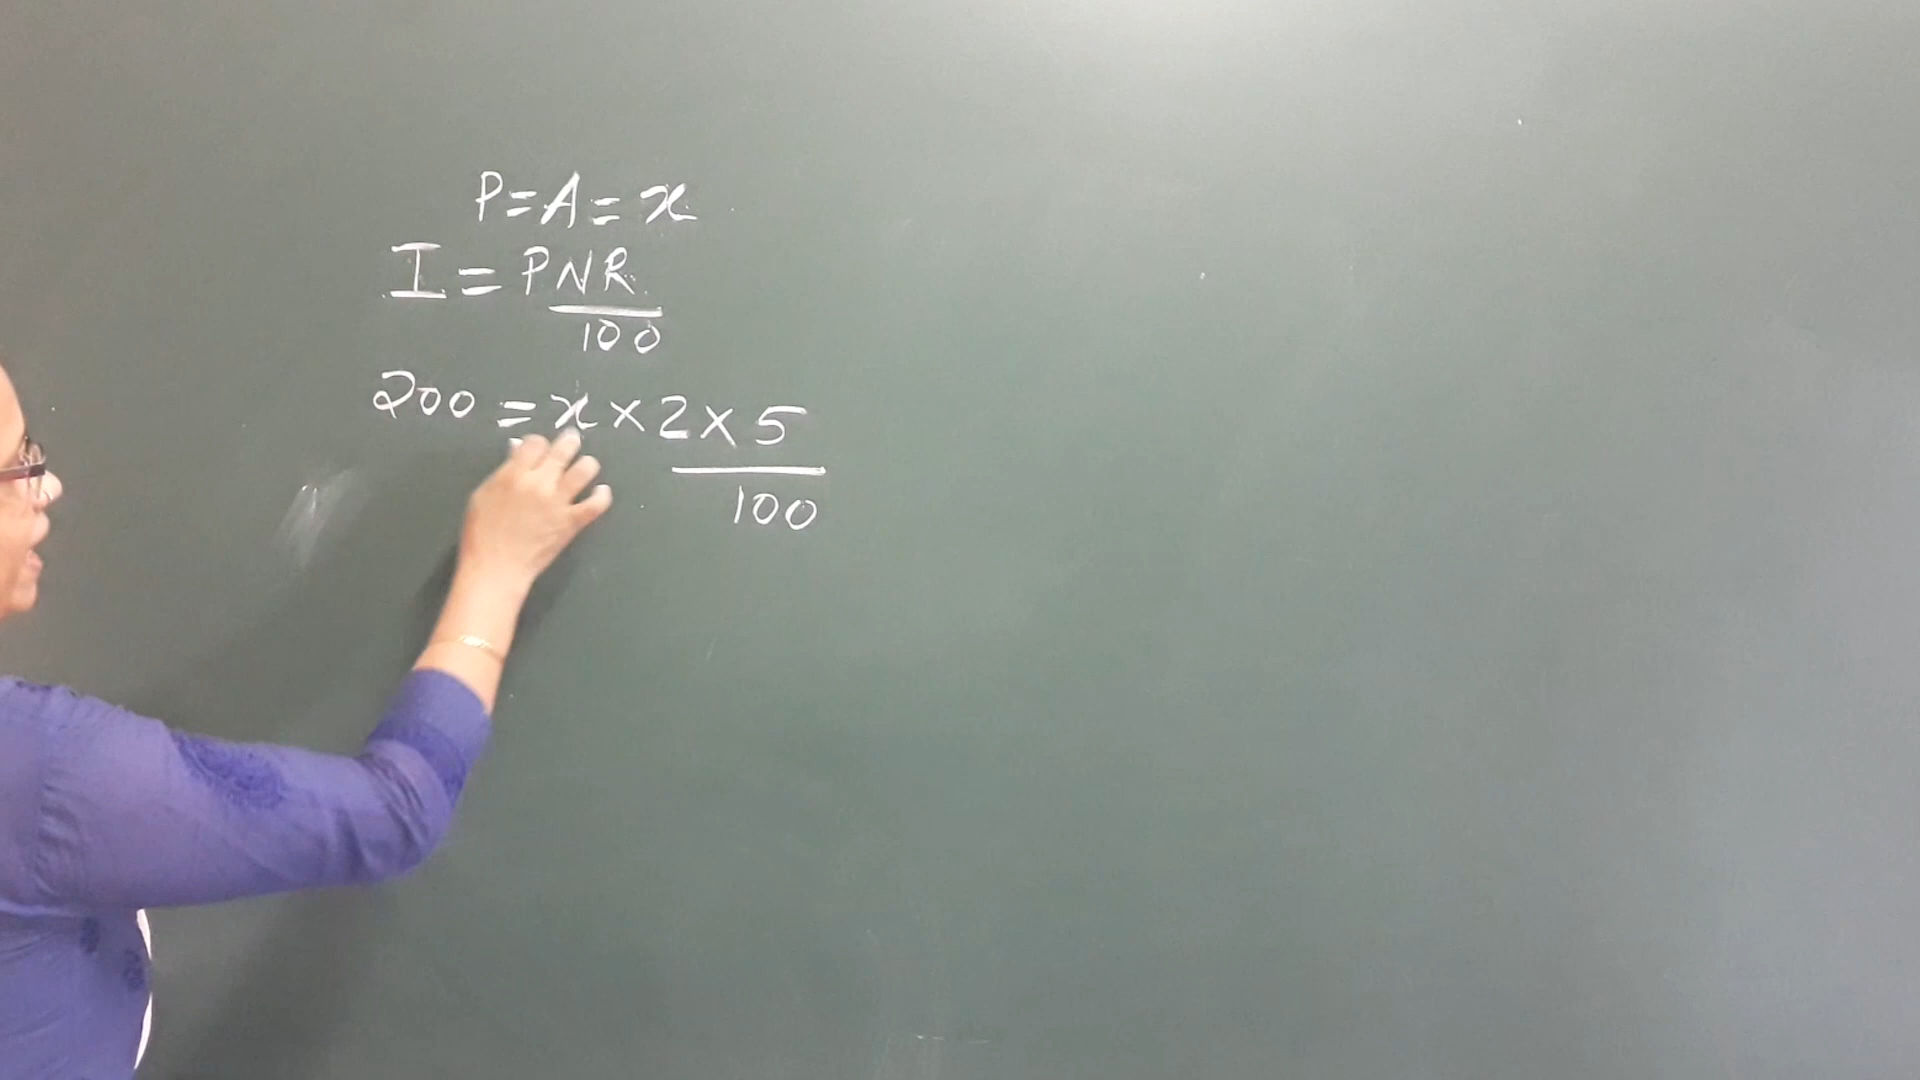 P=A=x
I = PNR
100
200 = x × 2 × 5
100